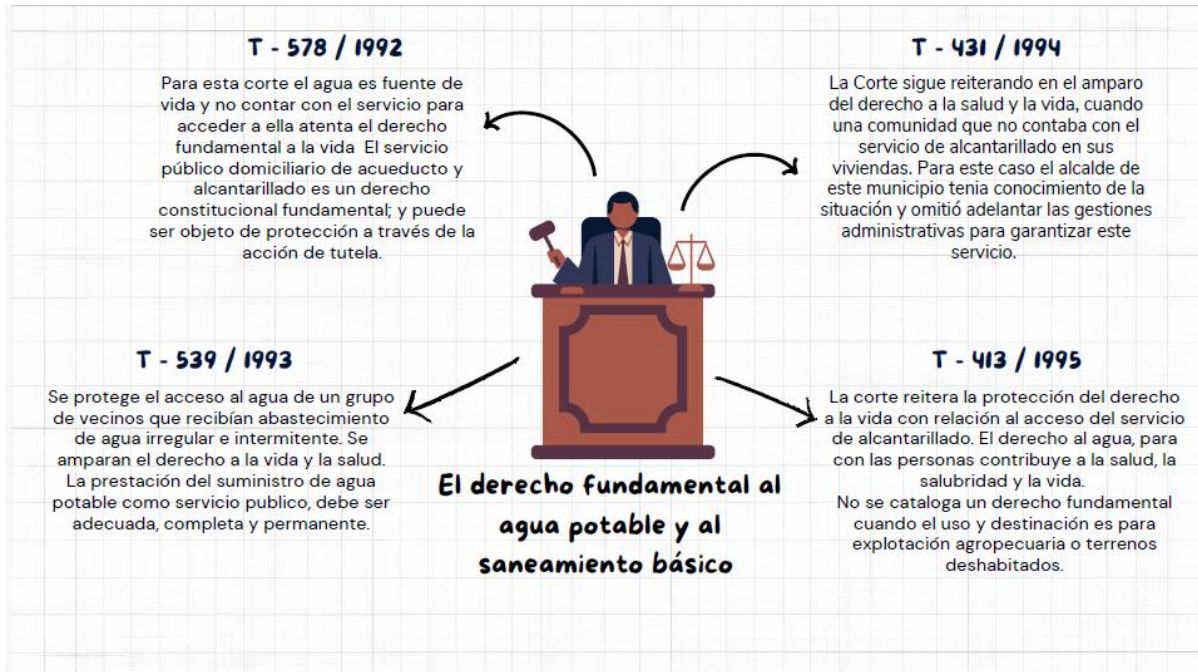 T - 578 / 1992
Para esta corte el agua es fuente de
vida y no contar con el servicio para
acceder a ella atenta el derecho
fundamental a la vida El servicio
público domiciliario de acueducto y
alcantarillado es un derecho
constitucional fundamental; y puede
ser objeto de protección a través de la
acción de tutela.
T - 431 / 1994
La Corte sigue reiterando en el amparo
del derecho a la salud y la vida, cuando
una comunidad que no contaba con el
servicio de alcantarillado en sus
viviendas. Para este caso el alcalde de
este municipio tenia conocimiento de la
situación y omitió adelantar las gestiones
administrativas para garantizar este
servicio.
T - 539 / 1993
Se protege el acceso al agua de un grupo
de vecinos que recibían abastecimiento
de agua irregular e intermitente. Se
amparan el derecho a la vida y la salud.
La prestación del suministro de agua
potable como servicio publico, debe ser
adecuada, completa y permanente.
T - 413 / 1995
La corte reitera la protección del derecho
a la vida con relación al acceso del servicio
de alcantarillado. El derecho al agua, para
con las personas contribuye a la salud, la
salubridad y la vida.
No se cataloga un derecho fundamental
cuando el uso y destinación es para
explotación agropecuaria o terrenos
deshabitados.
El derecho fundamental al
agua potable y al
saneamiento básico